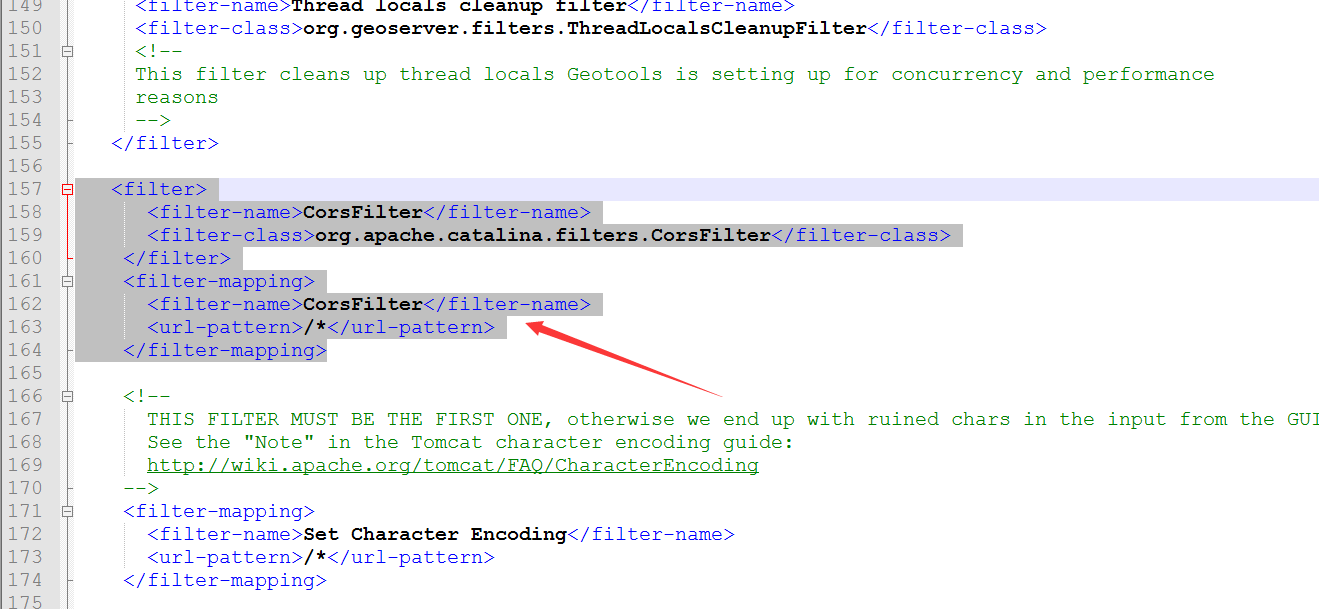 149 <filter-name>Thread locals cleanup filter</filter-name>
150 <filter-class>org.geoserver.filters.ThreadLocalsCleanupFilter</filter-class>
151 <!--
152 This filter cleans up thread locals Geotools is setting up for concurrency and performance
153 reasons
154 -->
155 </filter>
156
157 <filter>
158 <filter-name>CorsFilter</filter-name>
159 <filter-class>org.apache.catalina.filters.CorsFilter</filter-class>
160 </filter>
161 <filter-mapping>
162 <filter-name>CorsFilter</filter-name>
163 <url-pattern>/*</url-pattern>
164 </filter-mapping>
165
166 <!--
167 THIS FILTER MUST BE THE FIRST ONE, otherwise we end up with ruined chars in the input from the GUI
168 See the "Note" in the Tomcat character encoding guide:
169 http://wiki.apache.org/tomcat/FAQ/CharacterEncoding
170 -->
171 <filter-mapping>
172 <filter-name>Set Character Encoding</filter-name>
173 <url-pattern>/*</url-pattern>
174 </filter-mapping>
175